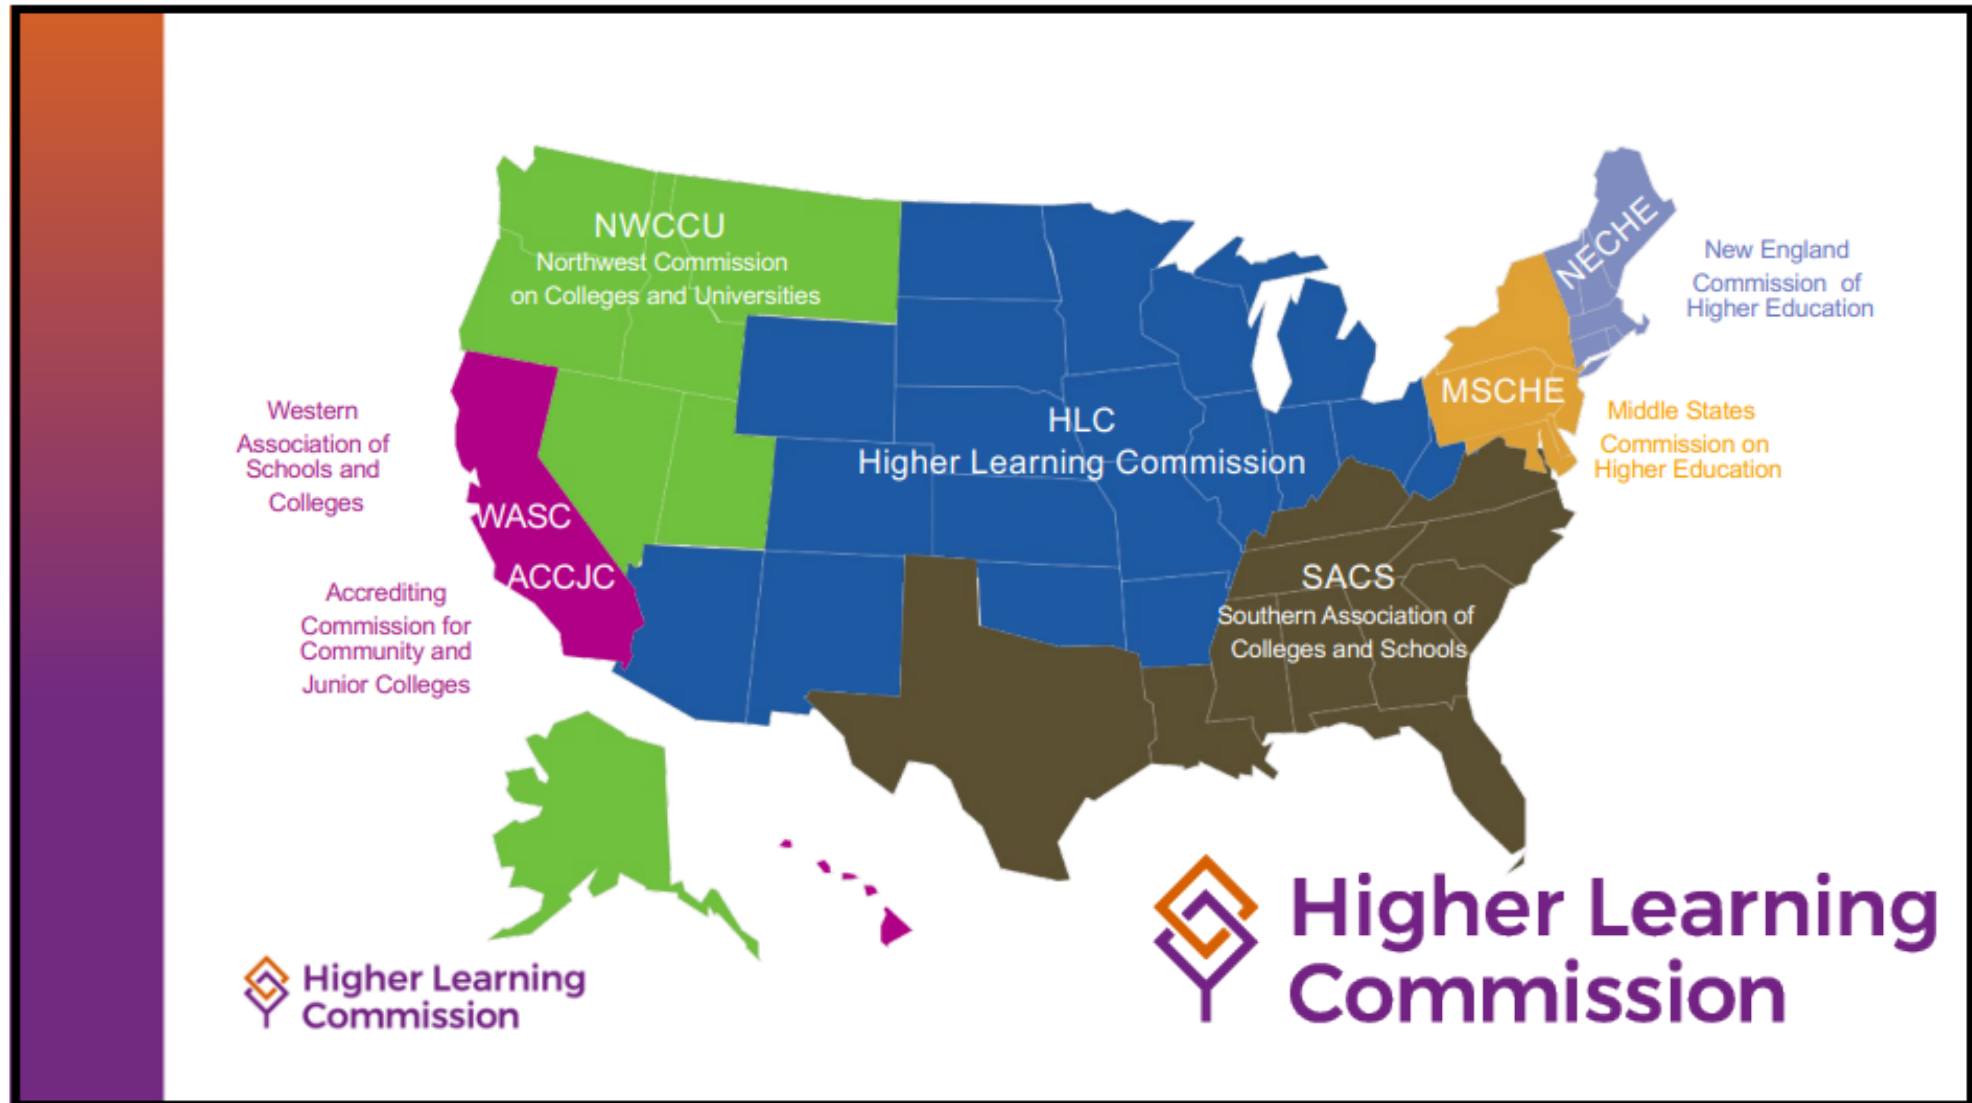 NWCCU
Northwest Commission
on Colleges and Universities
NECHE
New England
Commission of
Higher Education
HLC
Higher Learning Commission
MSCHE
Middle States
Commission on
Higher Education
Western
Association of
Schools and
Colleges
WASC
ACCJC
Accrediting
Commission for
Community and
Junior Colleges
SACS
Southern Association of
Colleges and Schools
Higher Learning
Commission
Higher Learning
Commission